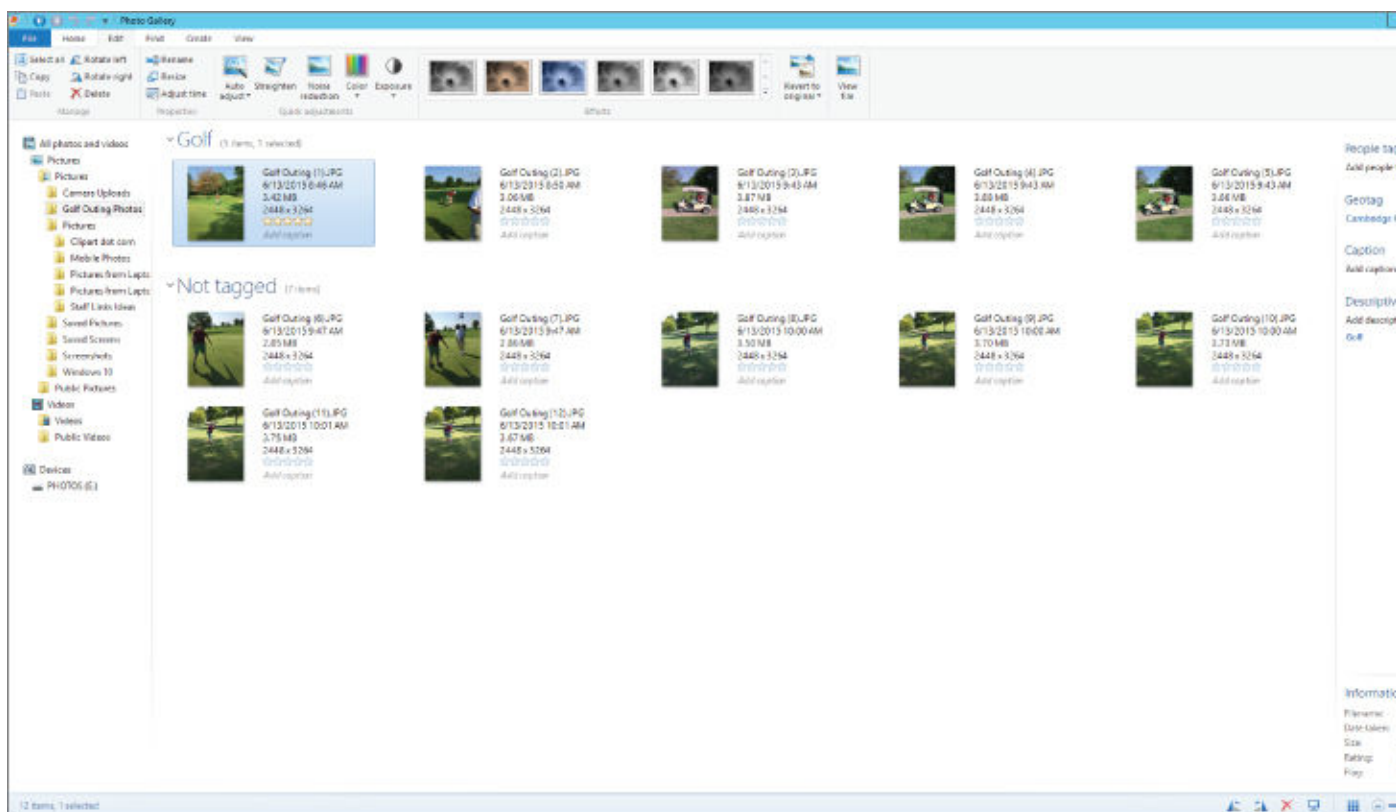 Photo Gallery
File Home Edit Print Create View
Select all Rotate left Rename
Copy Rotate right Resize
Paste Delete Adjust time
Auto adjust Straighten Noise reduction Color Exposure
Revert to original View file
Manage Properties Quick adjustments Effects
All photos and videos
Pictures
Pictures
Camera Uploads
Golf Outing Photos
Pictures
Clipart dot com
Mobile Photos
Pictures from Lapto
Pictures from Lapto
Staff Links Ideas
Saved Pictures
Saved Screens
Screenshots
Windows 10
Public Pictures
Videos
Videos
Public Videos
Devices
PHOTOS (E:)
Golf (5 items, 1 selected)
Golf Outing (1).JPG
6/13/2015 8:46 AM
3.42 MB
2448 x 3264
Add caption
Golf Outing (2).JPG
6/13/2015 8:50 AM
3.06 MB
2448 x 3264
Add caption
Golf Outing (3).JPG
6/13/2015 9:43 AM
3.87 MB
2448 x 3264
Add caption
Golf Outing (4).JPG
6/13/2015 9:43 AM
3.88 MB
2448 x 3264
Add caption
Golf Outing (5).JPG
6/13/2015 9:43 AM
3.86 MB
2448 x 3264
Add caption
Not tagged (7 items)
Golf Outing (6).JPG
6/13/2015 9:47 AM
2.85 MB
2448 x 3264
Add caption
Golf Outing (7).JPG
6/13/2015 9:47 AM
2.86 MB
2448 x 3264
Add caption
Golf Outing (8).JPG
6/13/2015 10:00 AM
3.50 MB
2448 x 3264
Add caption
Golf Outing (9).JPG
6/13/2015 10:00 AM
3.70 MB
2448 x 3264
Add caption
Golf Outing (10).JPG
6/13/2015 10:00 AM
3.73 MB
2448 x 3264
Add caption
Golf Outing (11).JPG
6/13/2015 10:01 AM
3.75 MB
2448 x 3264
Add caption
Golf Outing (12).JPG
6/13/2015 10:01 AM
3.67 MB
2448 x 3264
Add caption
People tag
Add people
Geotag
Caption
Add caption
Descriptiv
Add descript
Golf
Informatio
Filename:
Date taken:
Size:
Rating:
Flag:
12 items, 1 selected